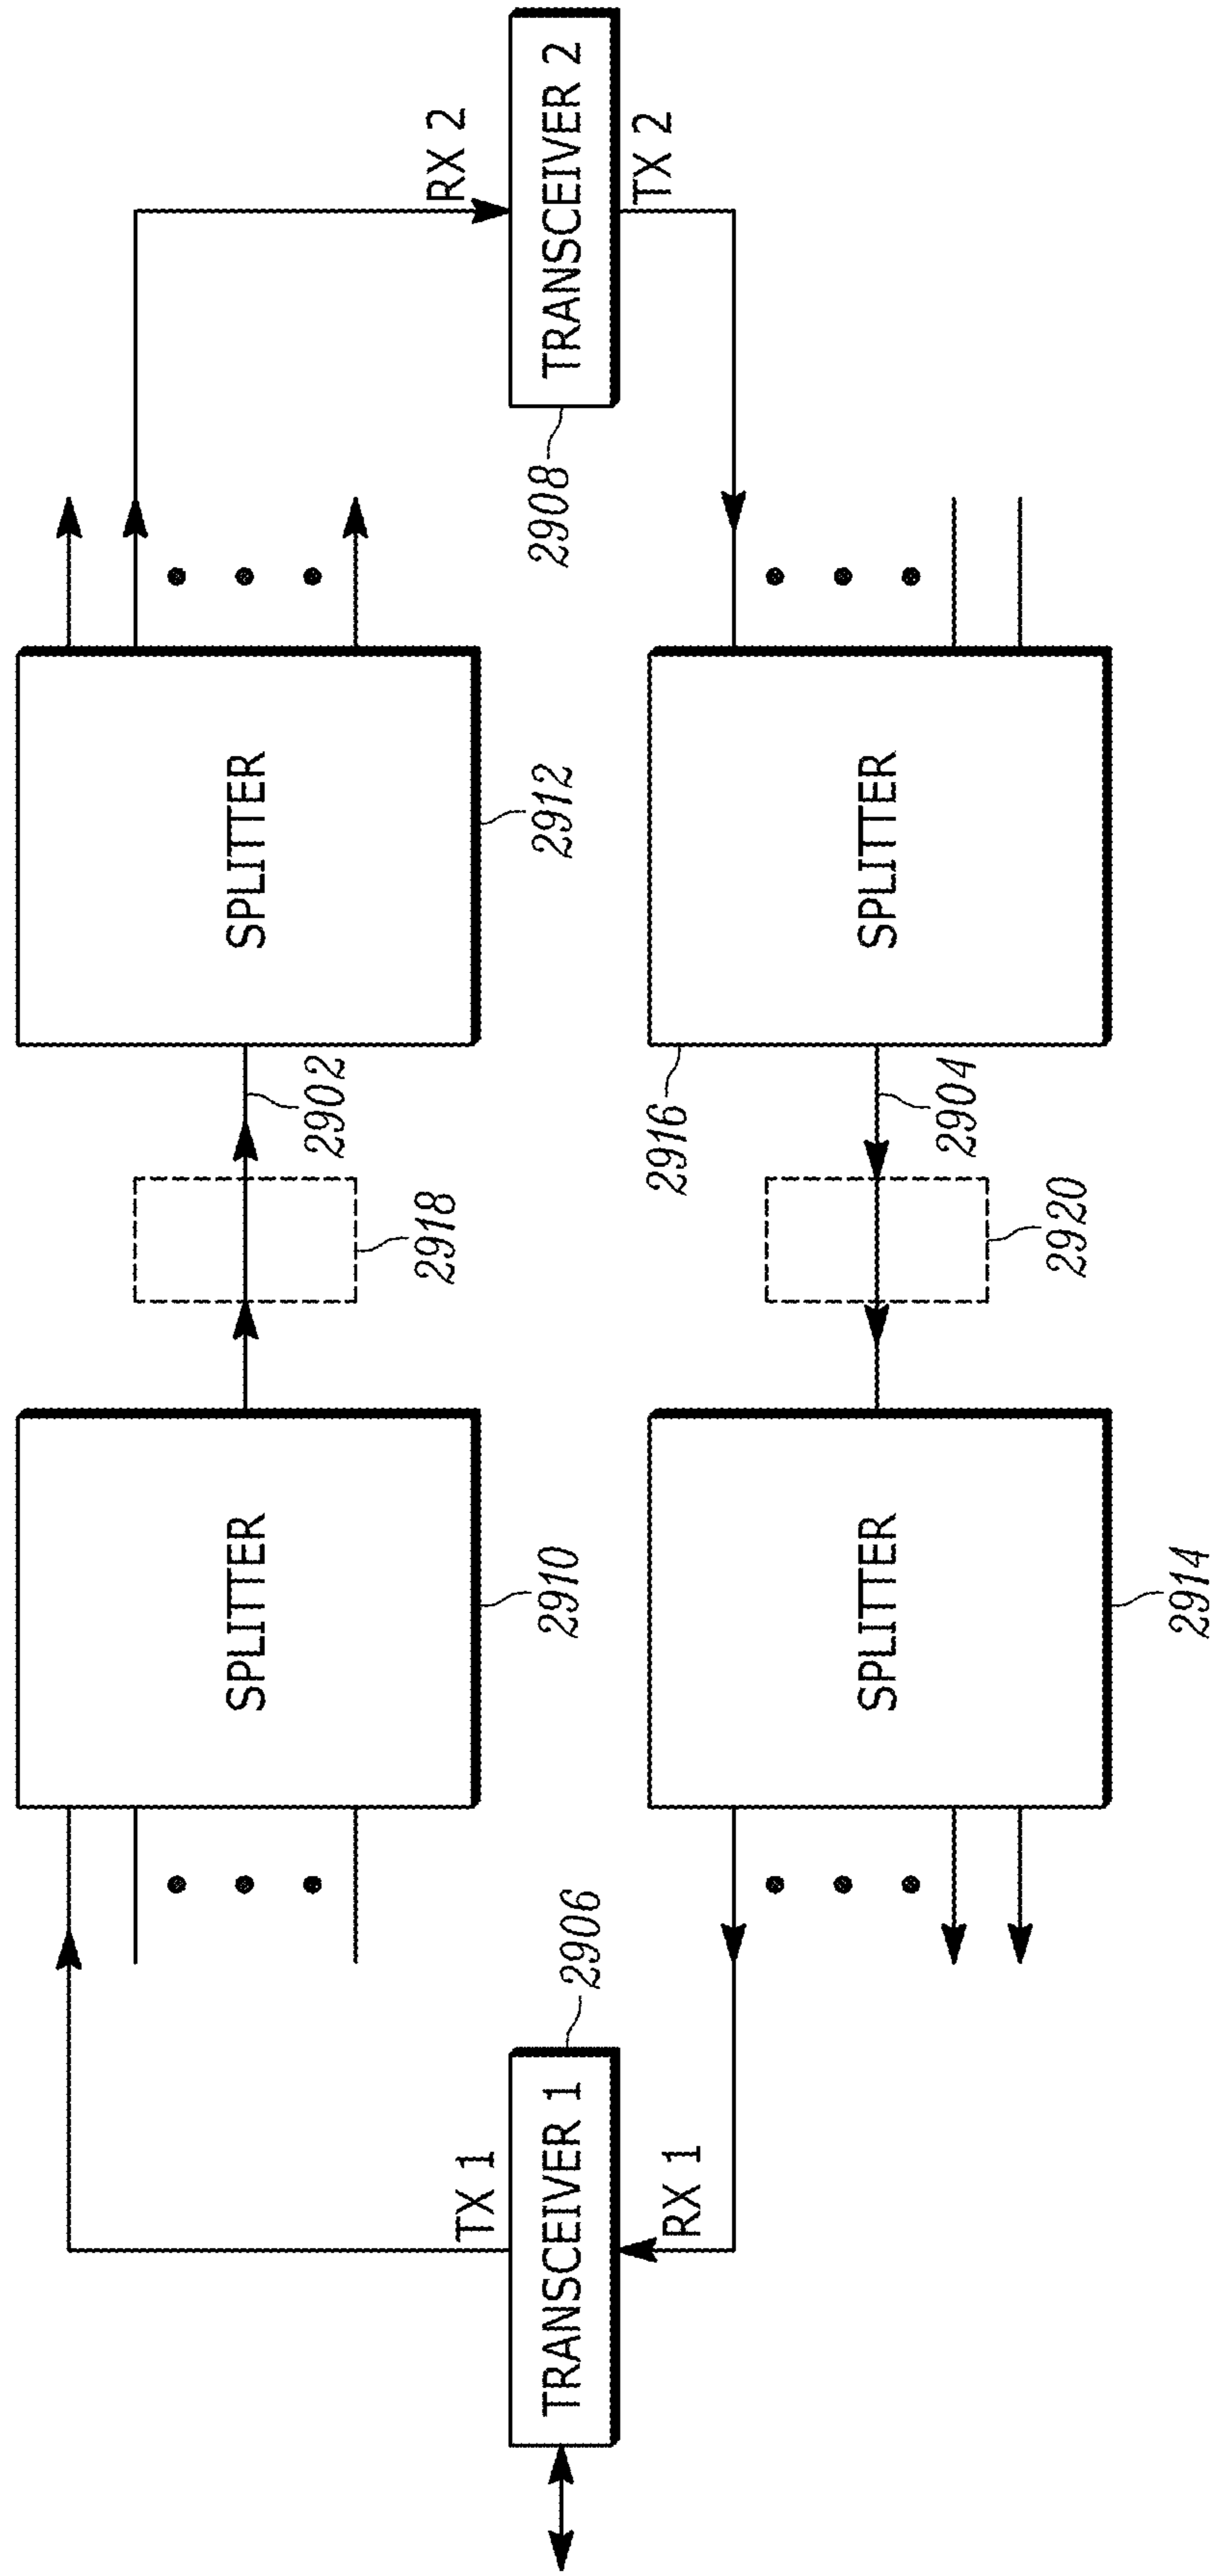 TRANSCEIVER 1
2906
TX 1
RX 1
SPLITTER
2910
2918
2902
SPLITTER
2912
RX 2
TRANSCEIVER 2
2908
TX 2
SPLITTER
2914
2920
2904
SPLITTER
2916